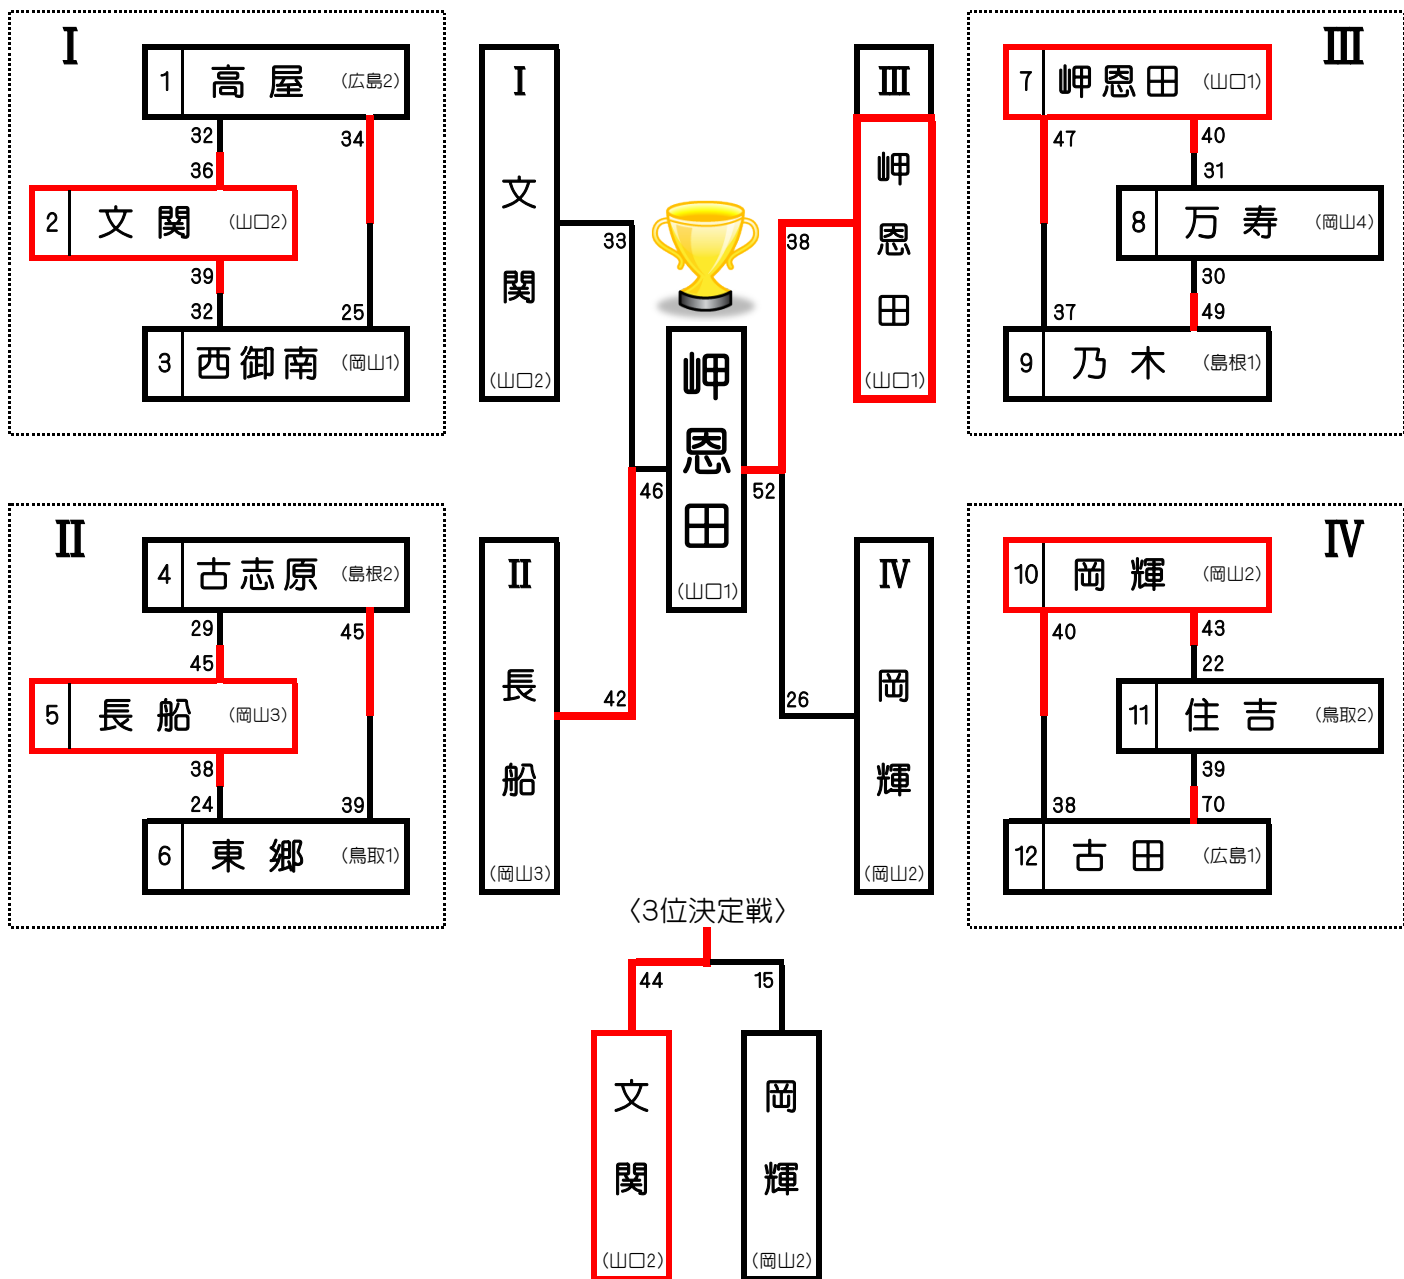 I
1 高屋 (広島2)
32
34
36
2 文関 (山口2)
39
32
25
3 西御南 (岡山1)
II
4 古志原 (島根2)
29
45
45
5 長船 (岡山3)
38
24
39
6 東郷 (鳥取1)
I
文関
(山口2)
33
II
長船
(岡山3)
42
46
岬恩田
(山口1)
52
III
岬恩田
(山口1)
38
IV
岡輝
(岡山2)
26
III
7 岬恩田 (山口1)
47
40
31
8 万寿 (岡山4)
30
37
49
9 乃木 (島根1)
IV
10 岡輝 (岡山2)
40
43
22
11 住吉 (鳥取2)
39
38
70
12 古田 (広島1)
〈3位決定戦〉
44
15
文関
(山口2)
岡輝
(岡山2)